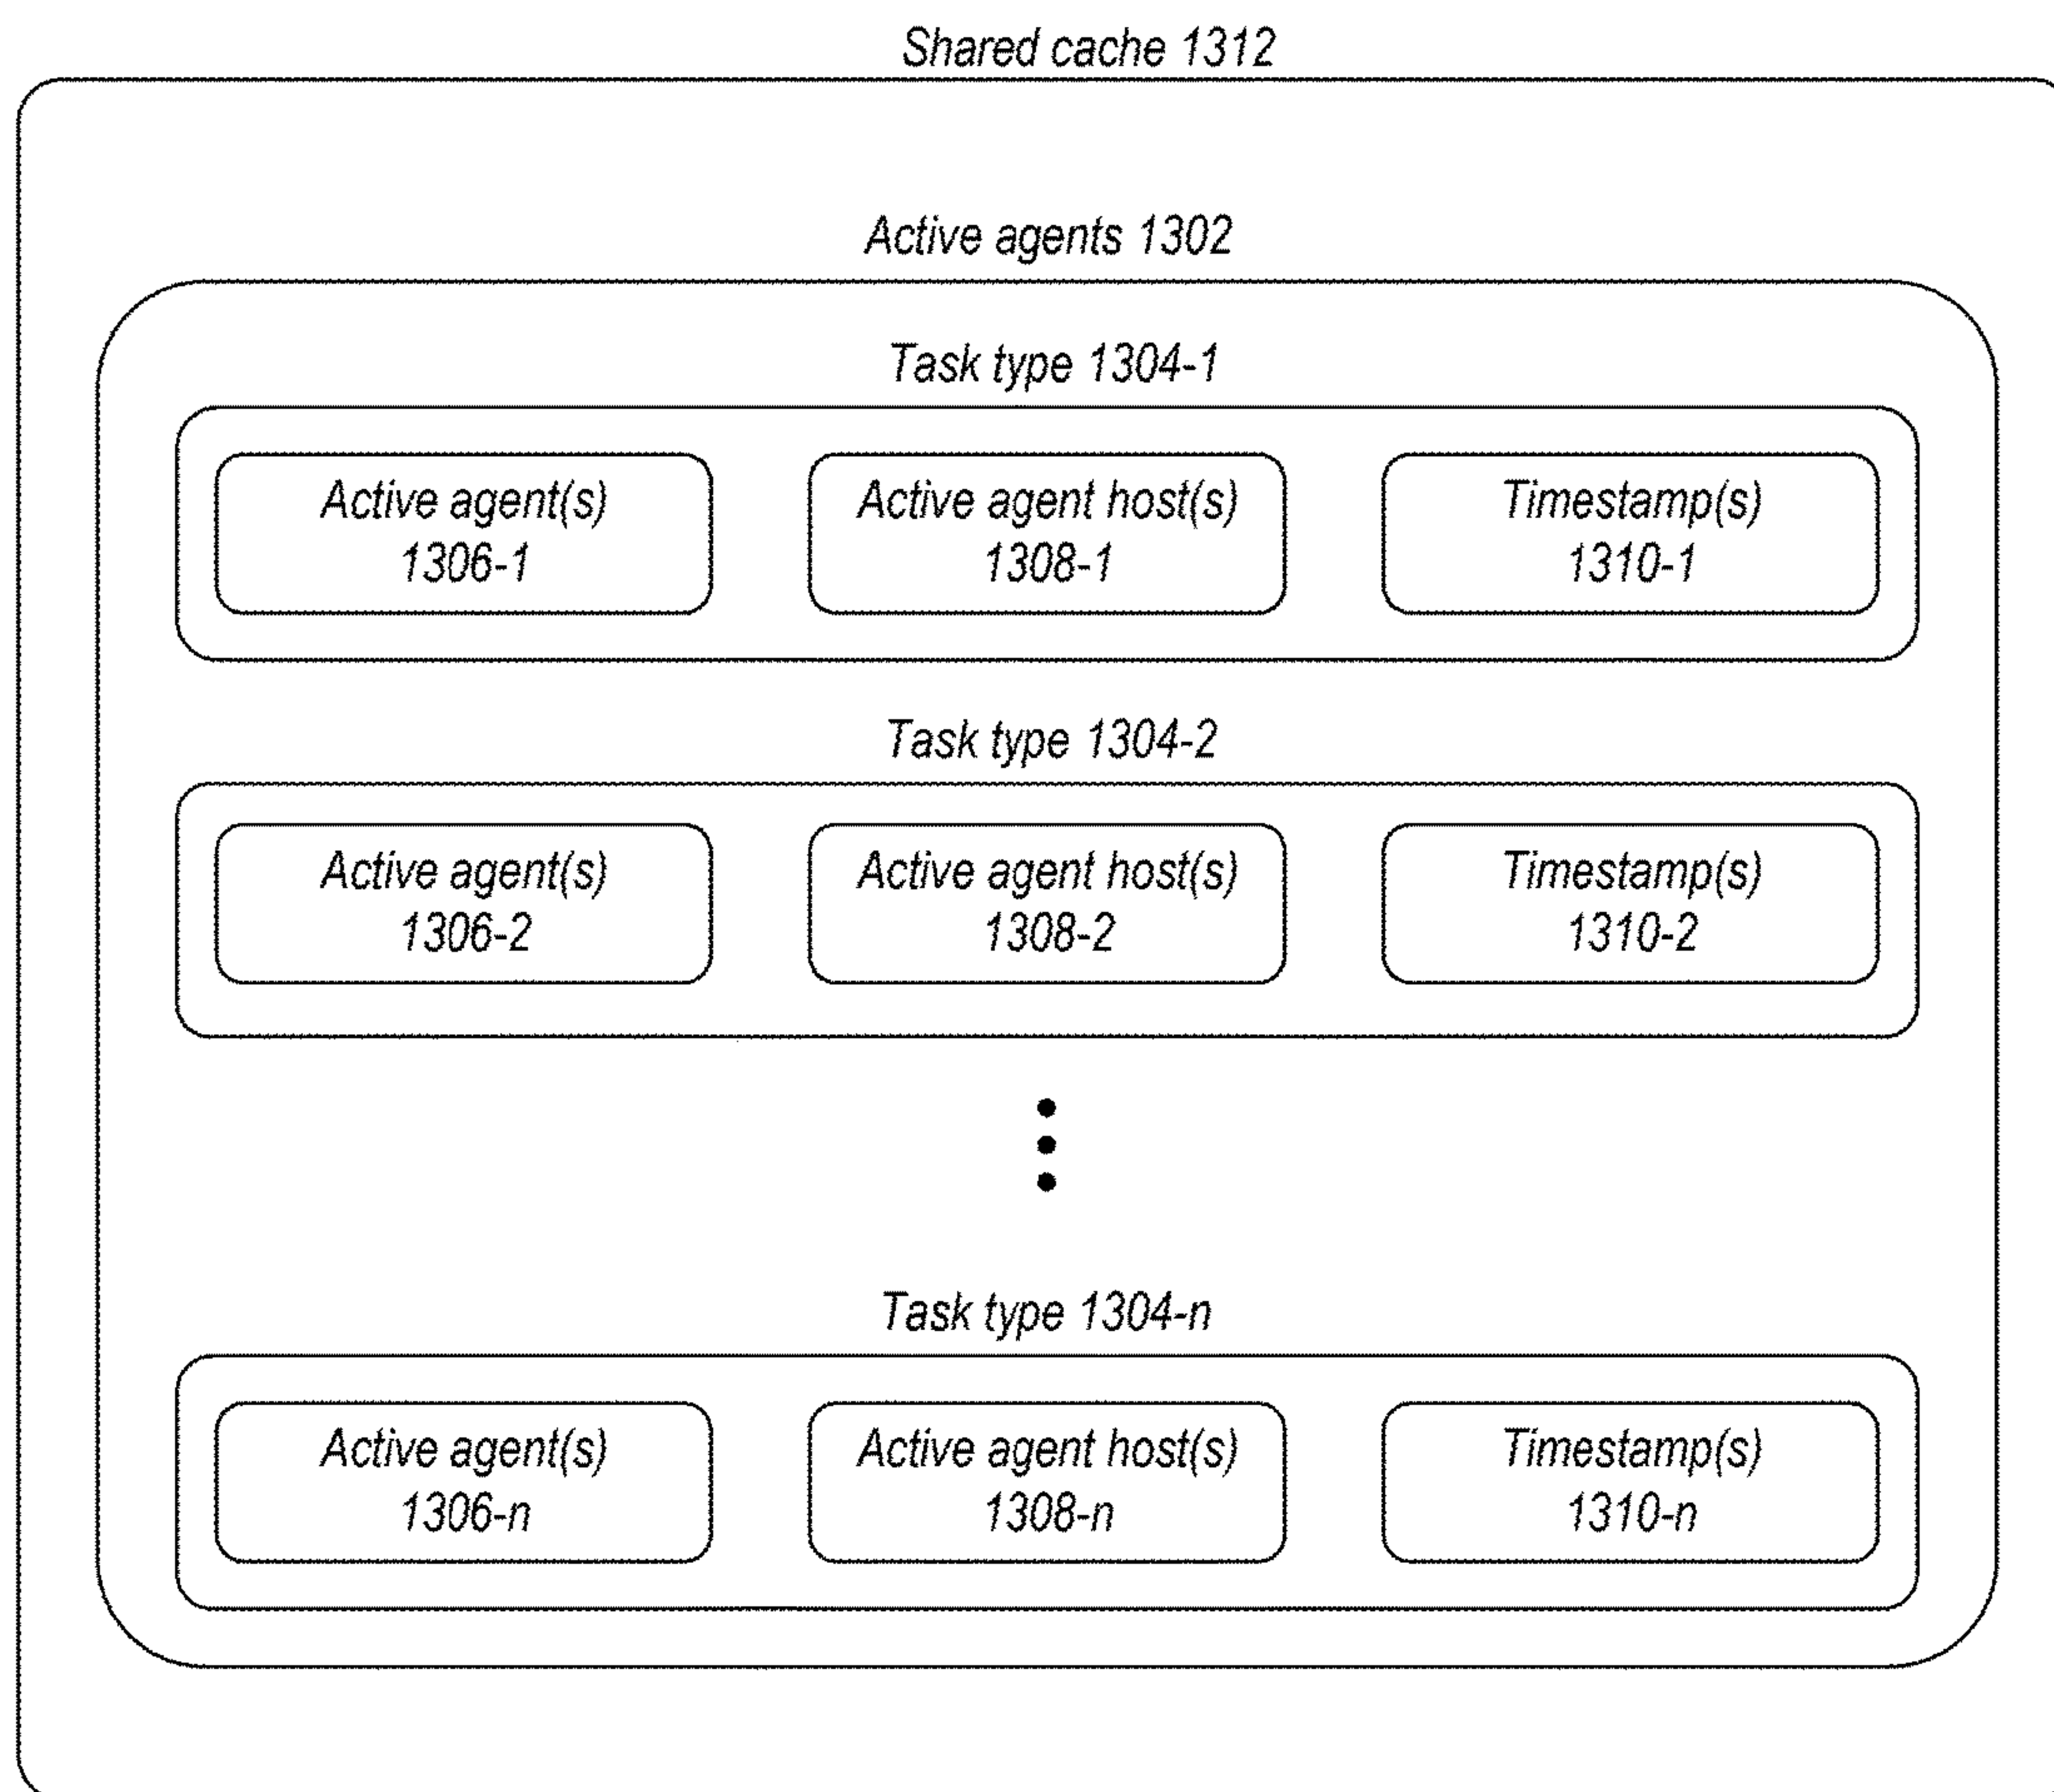 Shared cache 1312
Active agents 1302
Task type 1304-1
Active agent(s)
1306-1
Active agent host(s)
1308-1
Timestamp(s)
1310-1
Task type 1304-2
Active agent(s)
1306-2
Active agent host(s)
1308-2
Timestamp(s)
1310-2
Task type 1304-n
Active agent(s)
1306-n
Active agent host(s)
1308-n
Timestamp(s)
1310-n